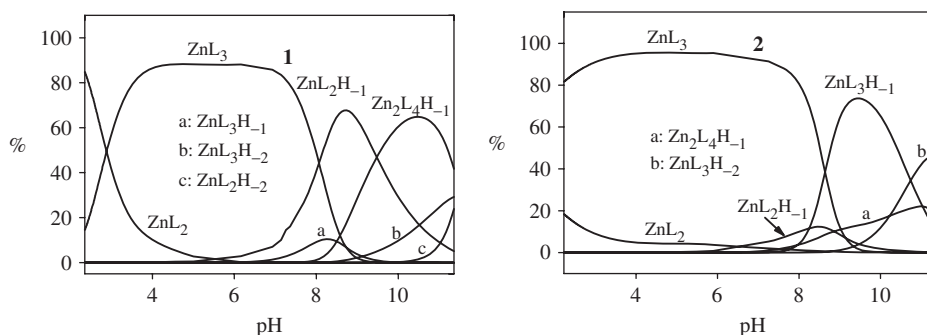 100
80
60
40
20
0
%
ZnL₃
1
ZnL₂H₋₁
Zn₂L₄H₋₁
a: ZnL₃H₋₁
b: ZnL₃H₋₂
c: ZnL₂H₋₂
ZnL₂
a
b
c
4 6 8 10
pH
100
80
60
40
20
0
%
ZnL₃
2
ZnL₃H₋₁
a: Zn₂L₄H₋₁
b: ZnL₃H₋₂
b
ZnL₂H₋₁
a
ZnL₂
4 6 8 10
pH